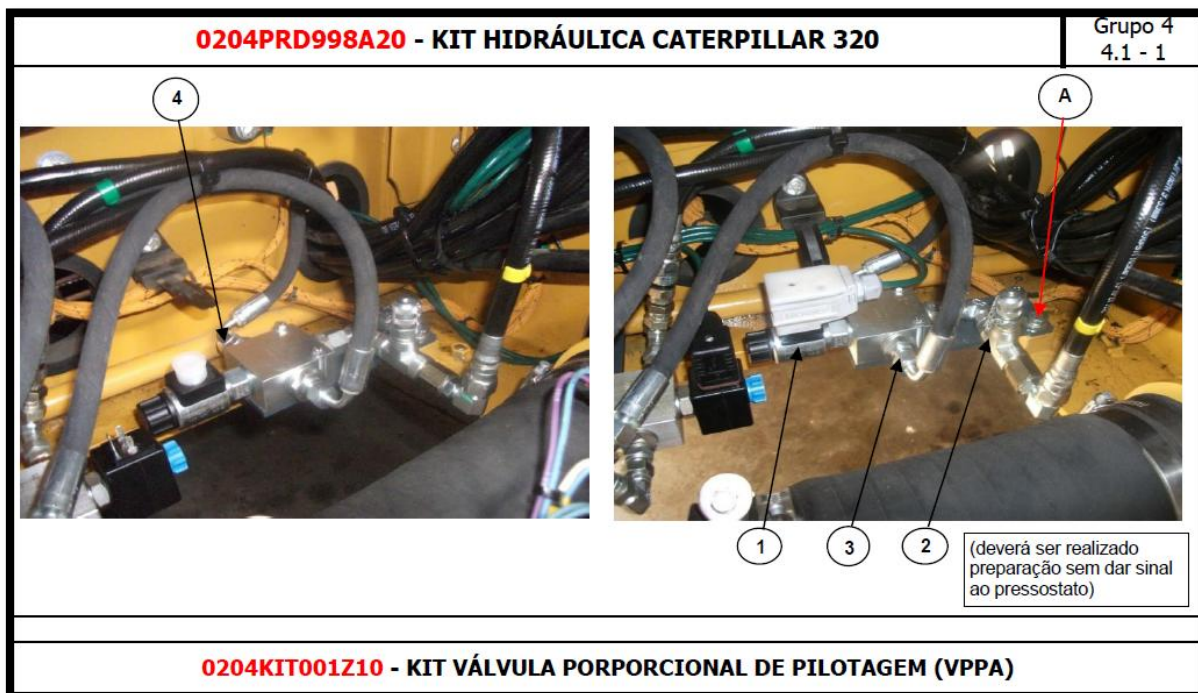 0204PRD998A20 - KIT HIDRÁULICA CATERPILLAR 320
Grupo 4
4.1 - 1
4
A
1
3
2
(deverá ser realizado
preparação sem dar sinal
ao pressostato)
0204KIT001Z10 - KIT VÁLVULA PORPORCIONAL DE PILOTAGEM (VPPA)